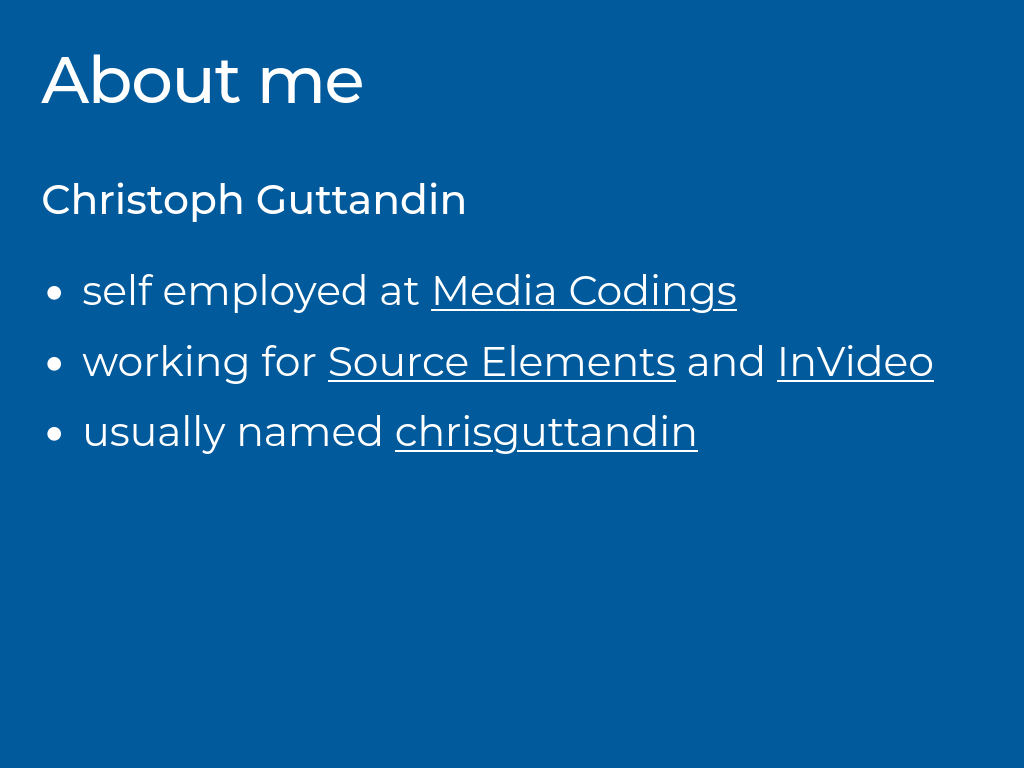 About me
Christoph Guttandin
• self employed at Media Codings
• working for Source Elements and InVideo
• usually named chrisguttandin